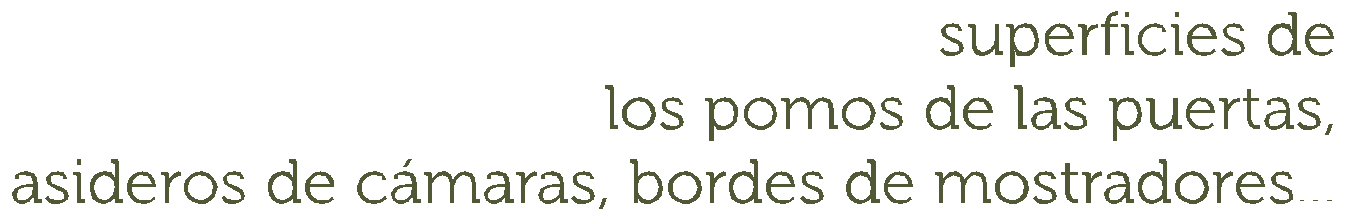 superficies de
los pomos de las puertas,
asideros de cámaras, bordes de mostradores...